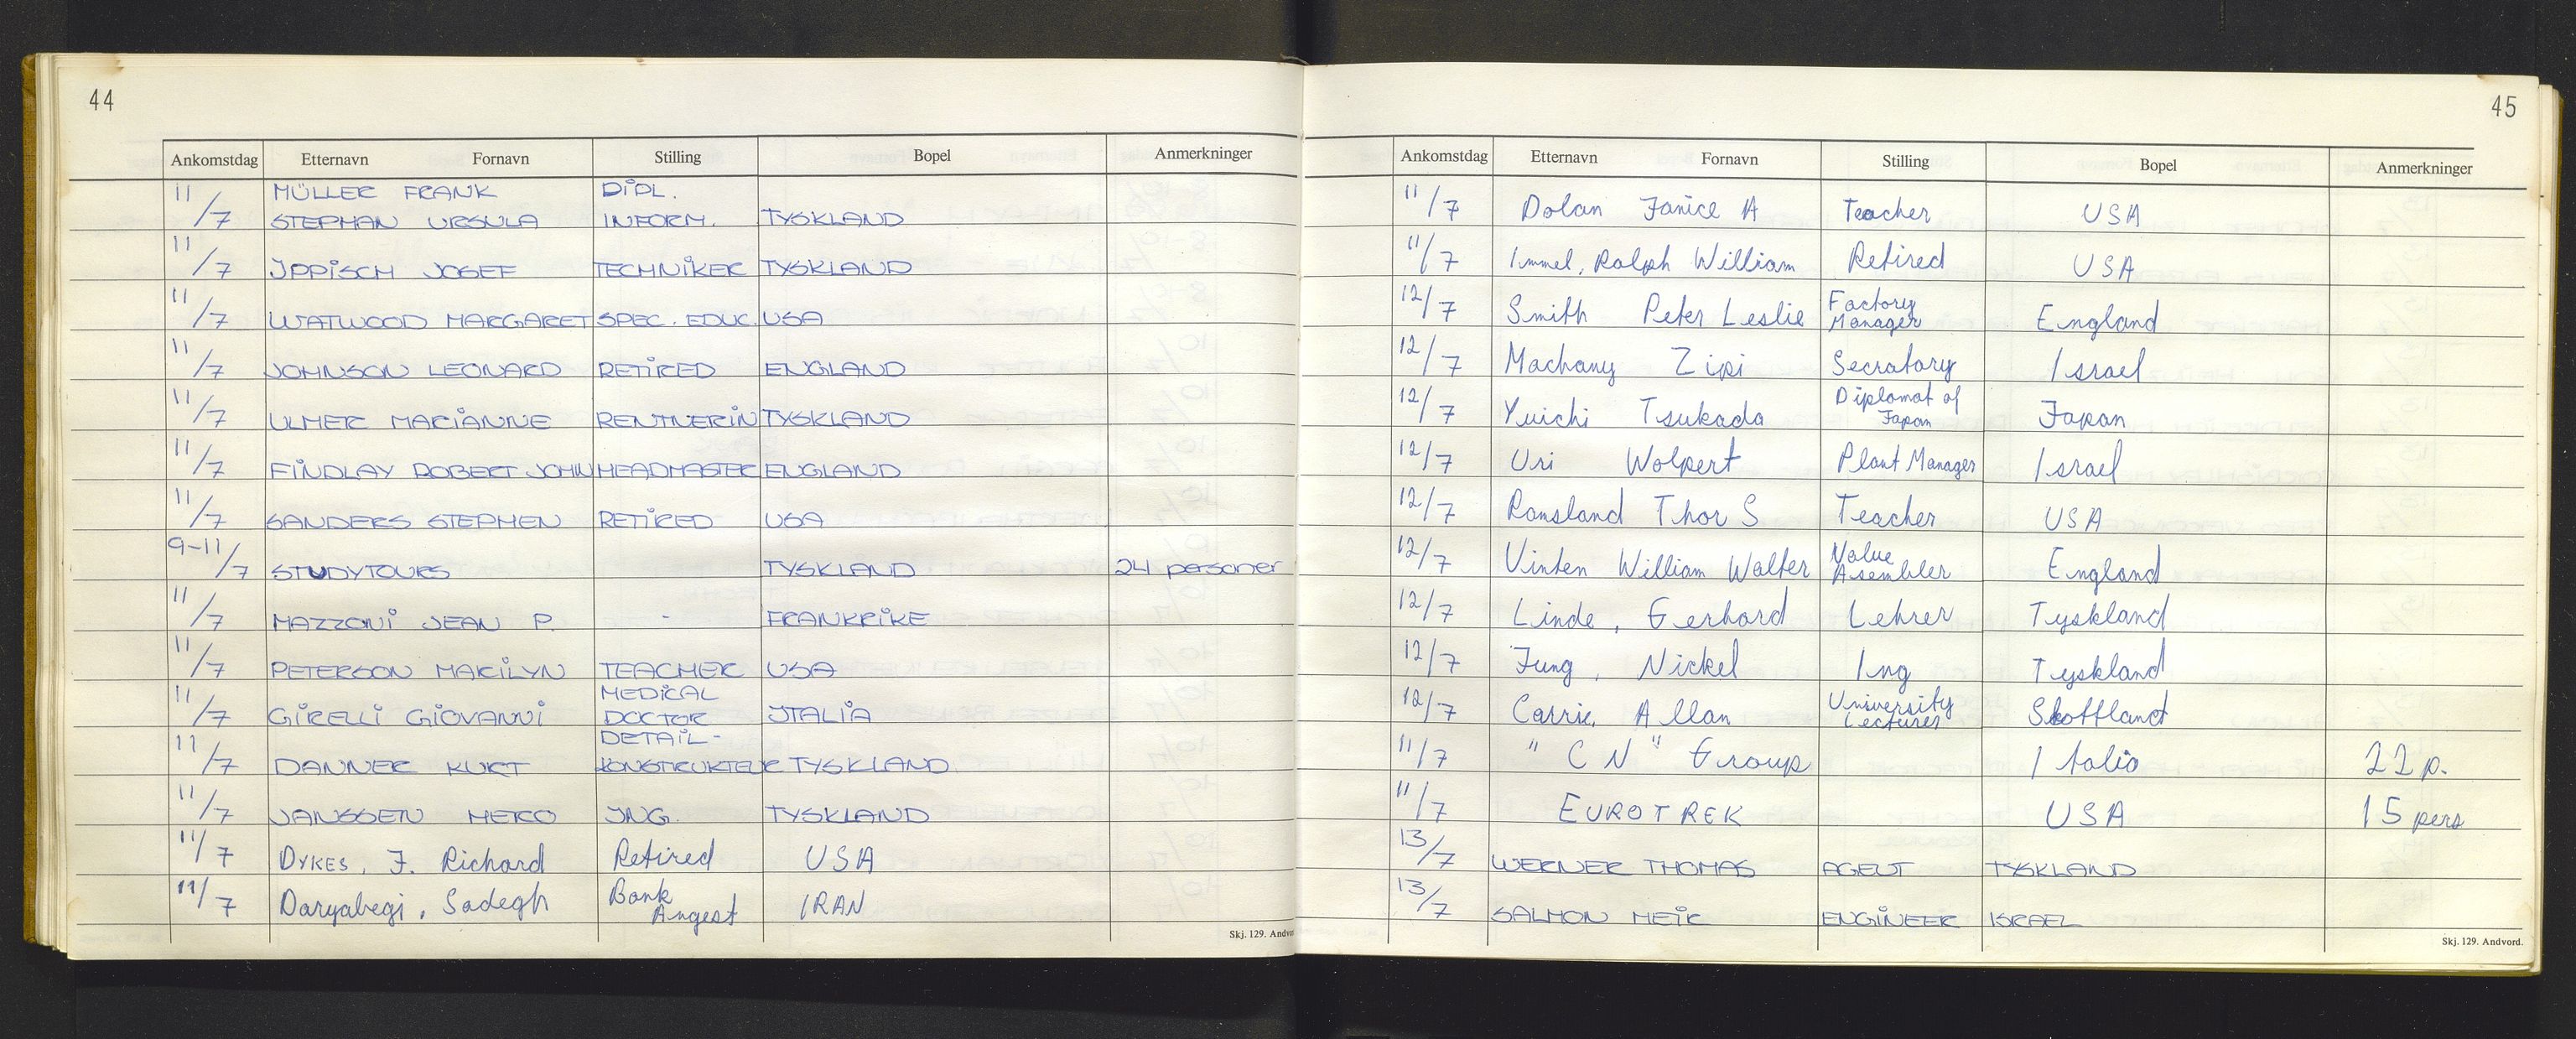 44
Ankomstdag Etternavn Fornavn Stilling Bopel Anmerkninger
11/7 MÜLLER FRANK DIPL.
STEPHAN URSULA INFORM. TYSKLAND
11/7 JPPISCH JOSEF TECHNIKER TYSKLAND
11/7 WATWOOD MARGARET SPEC. EDUC. USA
11/7 JOHNSON LEONARD RETIRED ENGLAND
11/7 ULMER MARIANNE RENTNERIN TYSKLAND
11/7 FINDLAY ROBERT JOHN HEADMASTER ENGLAND
11/7 SANDERS STEPHEN RETIRED USA
9-11/7 STUDYTOURS TYSKLAND 24 personer
11/7 MAZZONI JEAN P. - FRANKRIKE
11/7 PETERSON MARILYN TEACHER USA
11/7 GIRELLI GIOVANNI MEDICAL DOCTOR JTALIA
11/7 DANNER KURT DETAIL-KONSTRUKTEUR TYSKLAND
11/7 JANSSEN HERO JNG. TYSKLAND
11/7 DYKES, J. Richard Retired USA
11/7 Daryabegi, Sadegh Bank Angest IRAN
Skj. 129. Andvo
45
Ankomstdag Etternavn Fornavn Stilling Bopel Anmerkninger
11/7 Dolan Janice A Teacher USA
11/7 Immel, Ralph William Retired USA
12/7 Smith Peter Leslie Factory Manager England
12/7 Machany Zipi Secratary Israel
12/7 Yuichi Tsukada Diplomat of Japan Japan
12/7 Uri Wolpert Plant Manager Israel
12/7 Ransland Thor S Teacher USA
12/7 Vinten William Walter Valve Asembler England
12/7 Linde, Gerhard Lehrer Tyskland
12/7 Jung, Nickel Ing Tyskland
12/7 Carrie, Allan University Lecturer Skottland
11/7 "CN" Group Italia 22 p.
11/7 EUROTREK USA 15 pers
13/7 WERNER THOMAS AGENT TYSKLAND
13/7 SALMON MEIR ENGINEER ISRAEL
Skj. 129. Andvord.